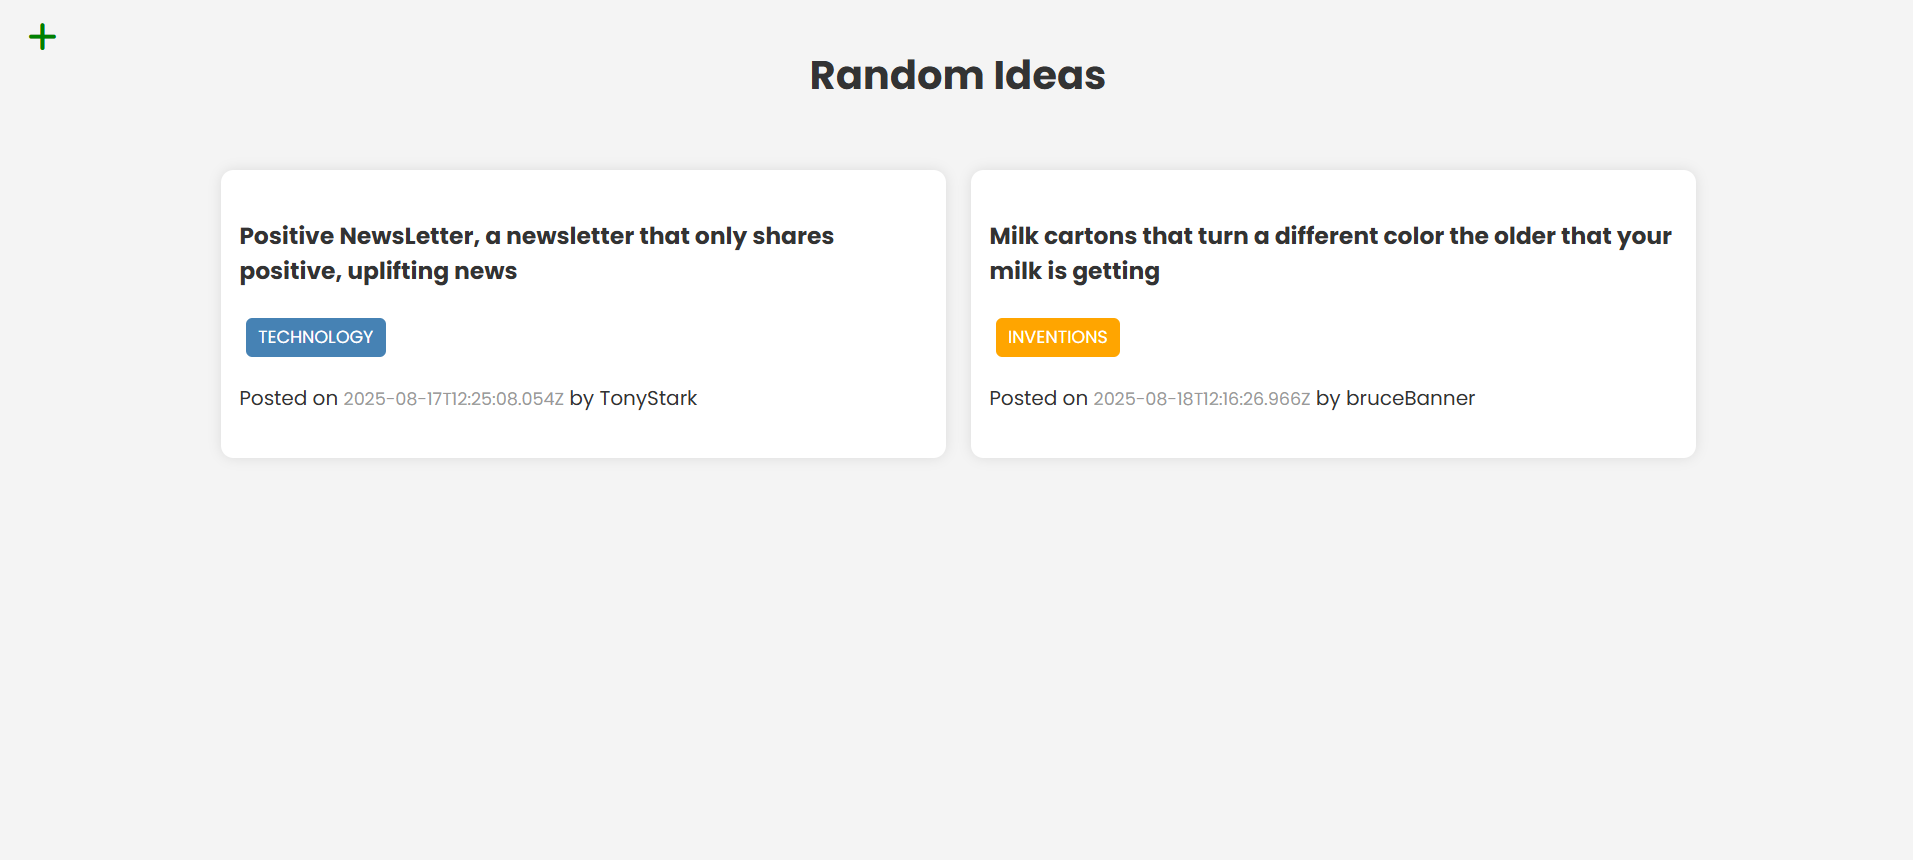 Random Ideas
Positive NewsLetter, a newsletter that only shares
positive, uplifting news
TECHNOLOGY
Posted on 2025-08-17T12:25:08.054Z by TonyStark
Milk cartons that turn a different color the older that your
milk is getting
INVENTIONS
Posted on 2025-08-18T12:16:26.966Z by bruceBanner